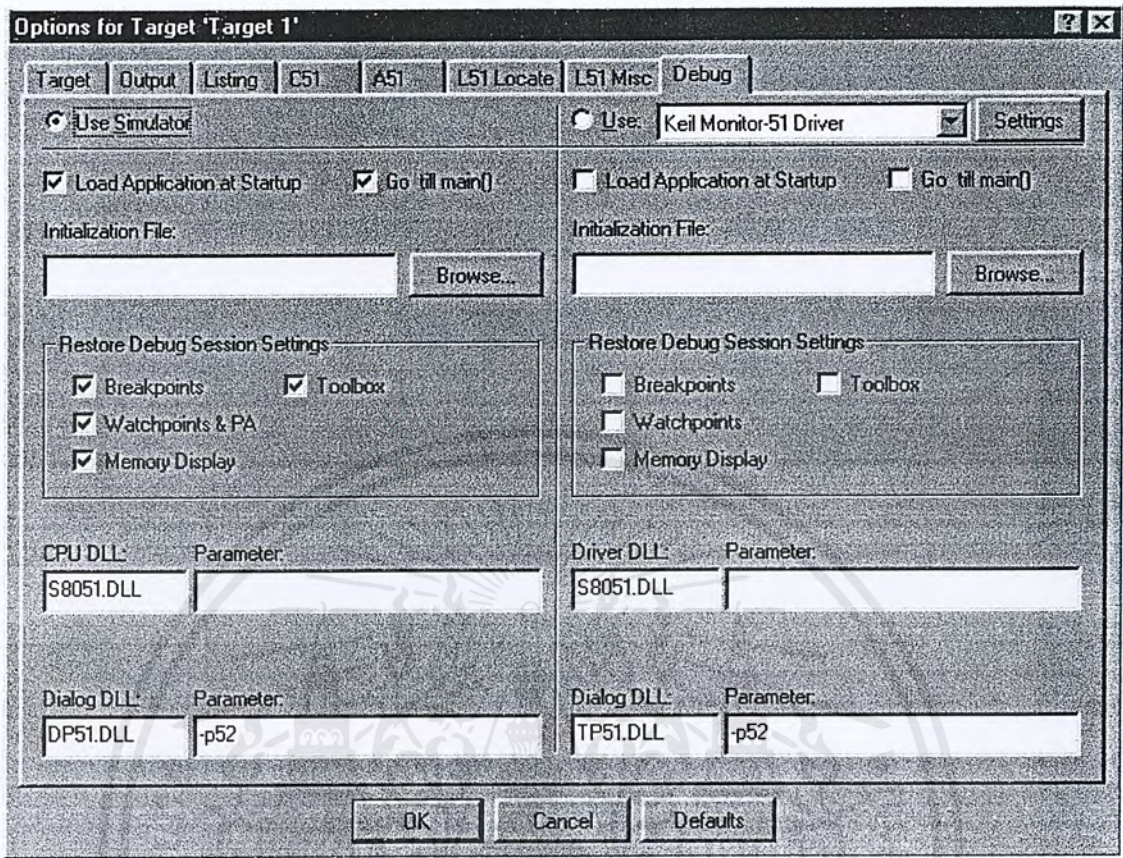 Options for Target 'Target 1'
Target Output Listing C51 A51 L51 Locate L51 Misc Debug
Use Simulator
Use: Keil Monitor-51 Driver Settings
Load Application at Startup Go till main()
Load Application at Startup Go till main()
Initialization File:
Initialization File:
Browse...
Browse...
Restore Debug Session Settings
Breakpoints Toolbox
Watchpoints & PA
Memory Display
Restore Debug Session Settings
Breakpoints Toolbox
Watchpoints
Memory Display
CPU DLL: Parameter:
S8051.DLL
Driver DLL: Parameter:
S8051.DLL
Dialog DLL: Parameter:
DP51.DLL -p52
Dialog DLL: Parameter:
TP51.DLL -p52
OK Cancel Defaults